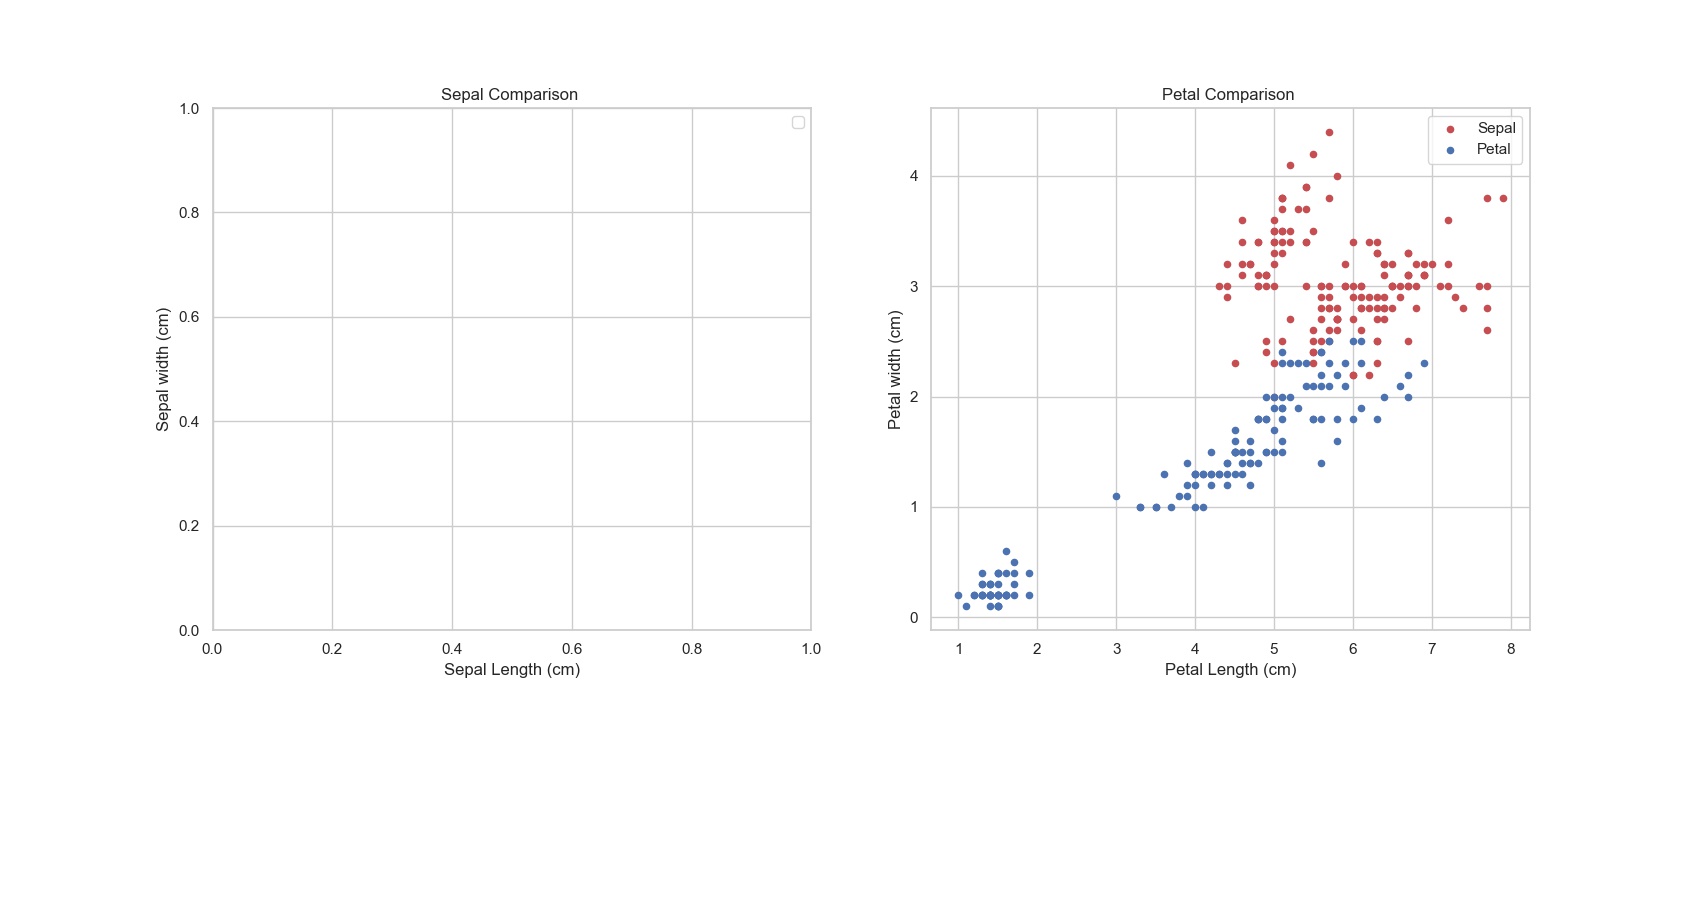 Sepal Comparison
1.0
0.8
0.6
0.4
0.2
0.0
Sepal width (cm)
0.0 0.2 0.4 0.6 0.8 1.0
Sepal Length (cm)
Petal Comparison
Sepal
Petal
4
3
2
1
0
Petal width (cm)
1 2 3 4 5 6 7 8
Petal Length (cm)